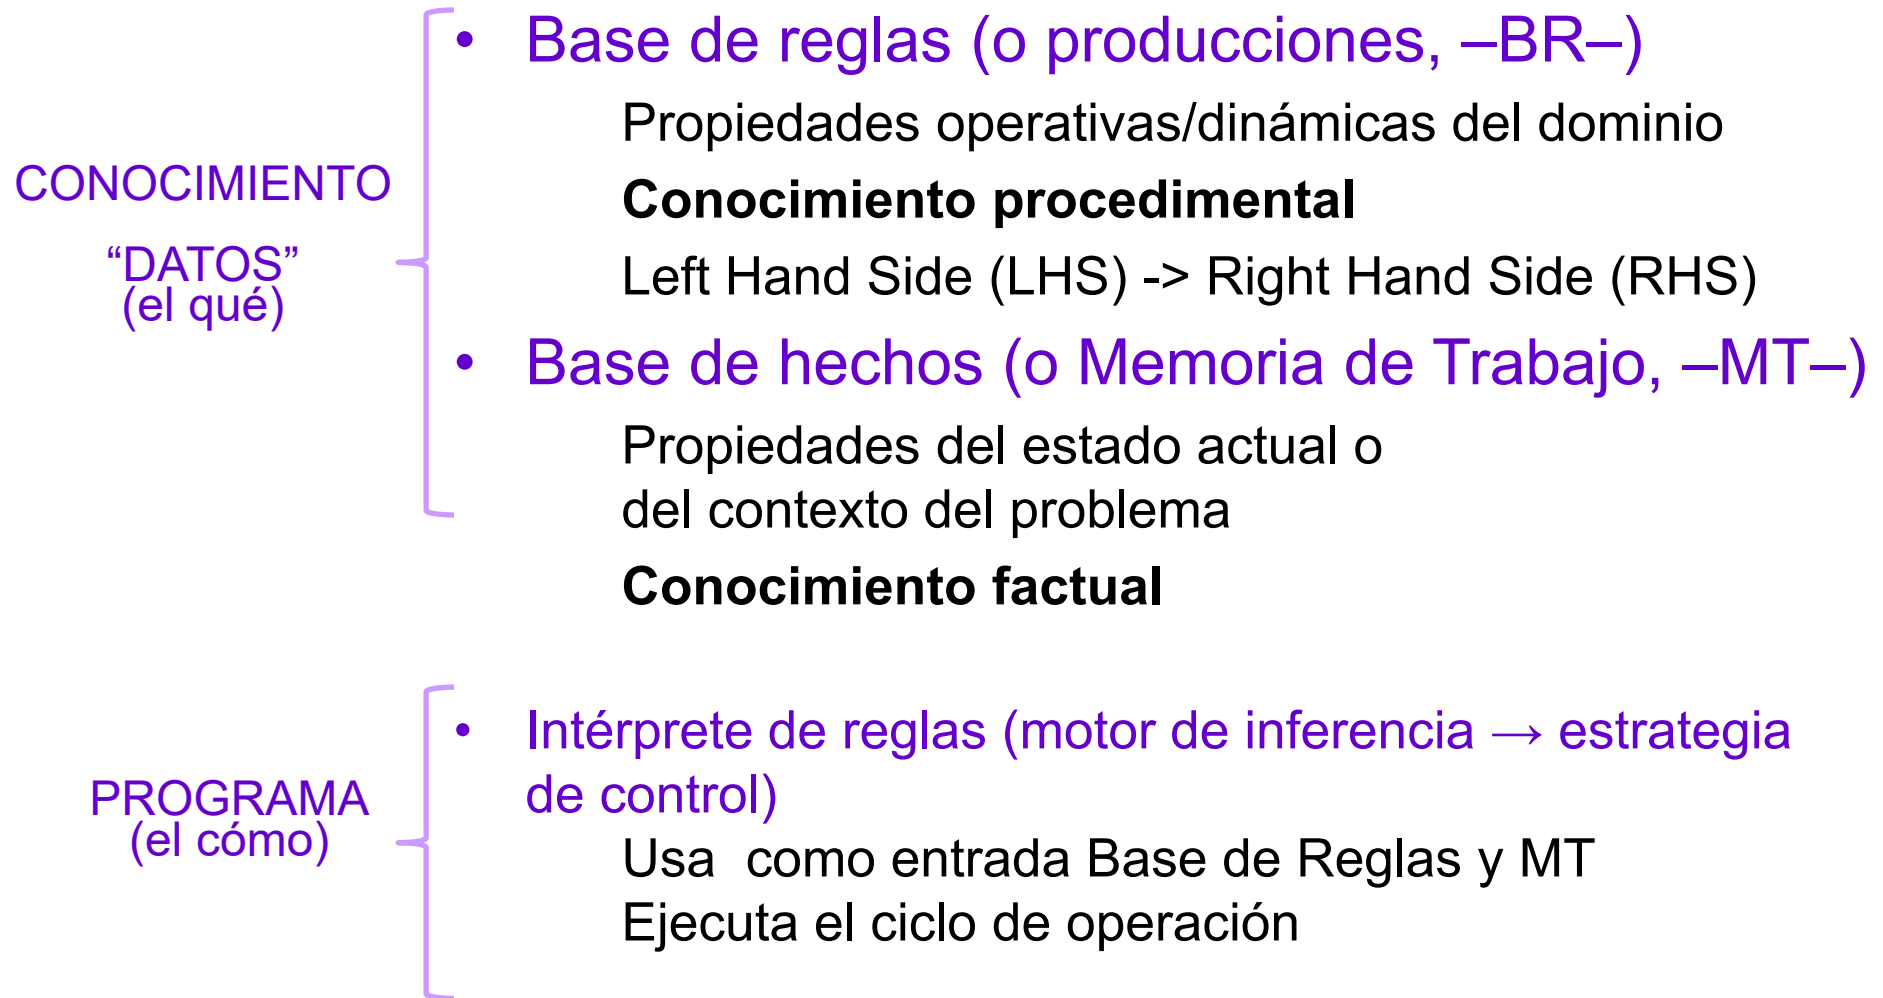 CONOCIMIENTO
“DATOS”
(el qué)
• Base de reglas (o producciones, –BR–)
Propiedades operativas/dinámicas del dominio
Conocimiento procedimental
Left Hand Side (LHS) -> Right Hand Side (RHS)
• Base de hechos (o Memoria de Trabajo, –MT–)
Propiedades del estado actual o
del contexto del problema
Conocimiento factual
PROGRAMA
(el cómo)
• Intérprete de reglas (motor de inferencia → estrategia
de control)
Usa como entrada Base de Reglas y MT
Ejecuta el ciclo de operación